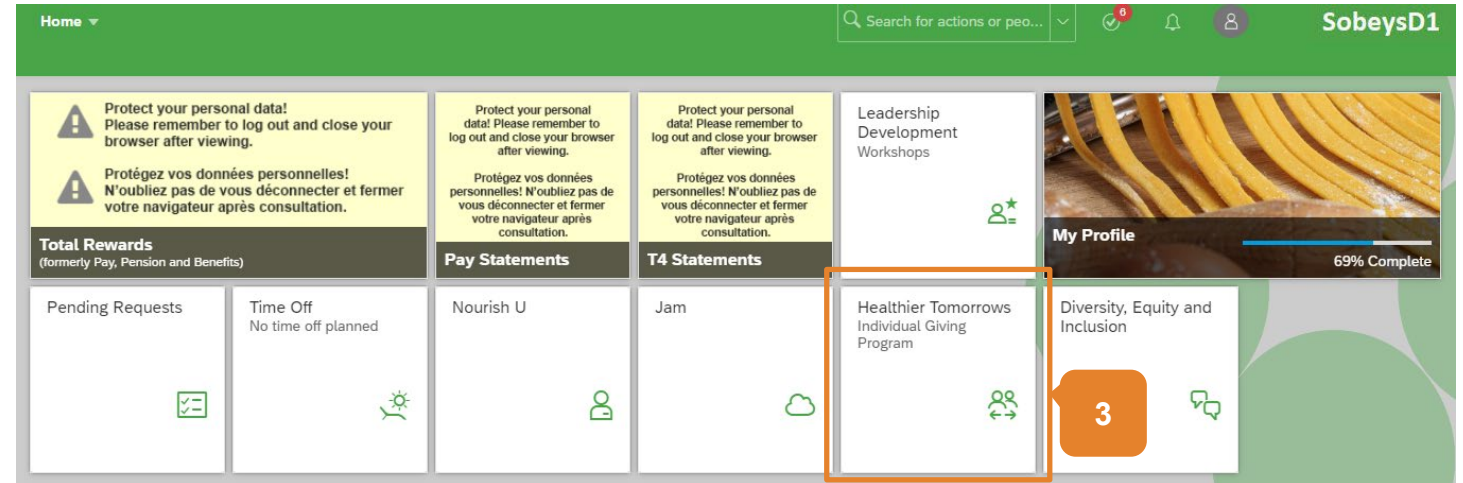 Home
Search for actions or peo...
6
SobeysD1
Protect your personal data!
Please remember to log out and close your
browser after viewing.
Protégez vos données personnelles!
N'oubliez pas de vous déconnecter et fermer
votre navigateur après consultation.
Total Rewards
(formerly Pay, Pension and Benefits)
Protect your personal
data! Please remember to
log out and close your browser
after viewing.
Protégez vos données
personnelles! N'oubliez pas de
vous déconnecter et fermer
votre navigateur après
consultation.
Pay Statements
Protect your personal
data! Please remember to
log out and close your browser
after viewing.
Protégez vos données
personnelles! N'oubliez pas de
vous déconnecter et fermer
votre navigateur après
consultation.
T4 Statements
Leadership
Development
Workshops
My Profile
69% Complete
Pending Requests
Time Off
No time off planned
Nourish U
Jam
Healthier Tomorrows
Individual Giving
Program
Diversity, Equity and
Inclusion
3